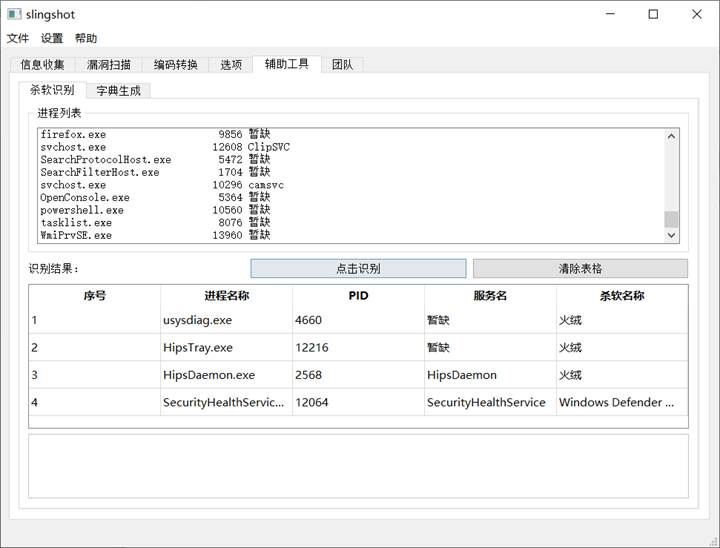 slingshot
文件 设置 帮助
信息收集 漏洞扫描 编码转换 选项 辅助工具 团队
杀软识别 字典生成
进程列表
firefox.exe 9856 暂缺
svchost.exe 12608 ClipSVC
SearchProtocolHost.exe 5472 暂缺
SearchFilterHost.exe 1704 暂缺
svchost.exe 10296 camsvc
OpenConsole.exe 5364 暂缺
powershell.exe 10560 暂缺
tasklist.exe 8076 暂缺
WmiPrvSE.exe 13960 暂缺
识别结果： 点击识别 清除表格
序号 进程名称 PID 服务名 杀软名称
1 usysdiag.exe 4660 暂缺 火绒
2 HipsTray.exe 12216 暂缺 火绒
3 HipsDaemon.exe 2568 HipsDaemon 火绒
4 SecurityHealthServic... 12064 SecurityHealthService Windows Defender ...